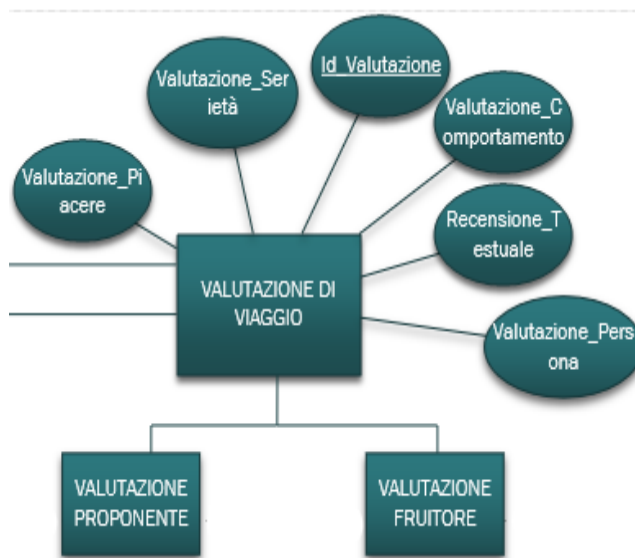 Id_Valutazione
Valutazione_Ser
ietà
Valutazione_C
omportamento
Valutazione_Pi
acere
Recensione_T
estuale
VALUTAZIONE DI
VIAGGIO
Valutazione_Pers
ona
VALUTAZIONE
PROPONENTE
VALUTAZIONE
FRUITORE